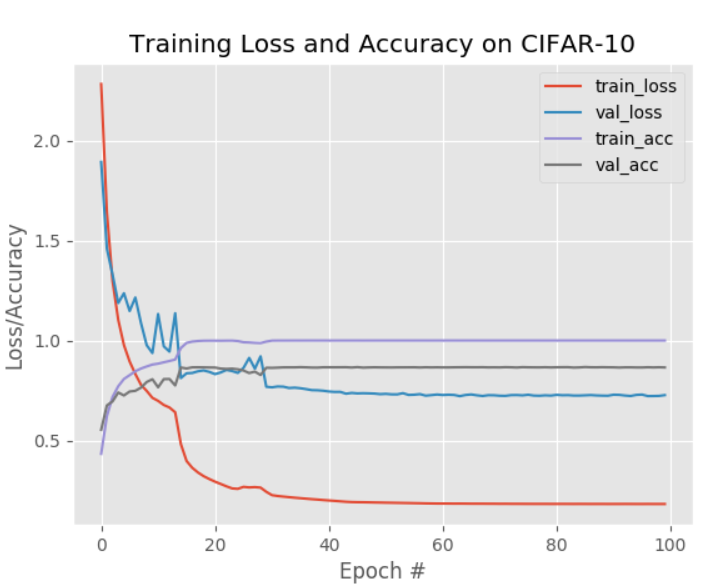 Training Loss and Accuracy on CIFAR-10
train_loss
val_loss
train_acc
val_acc
2.0
1.5
1.0
0.5
Loss/Accuracy
0 20 40 60 80 100
Epoch #